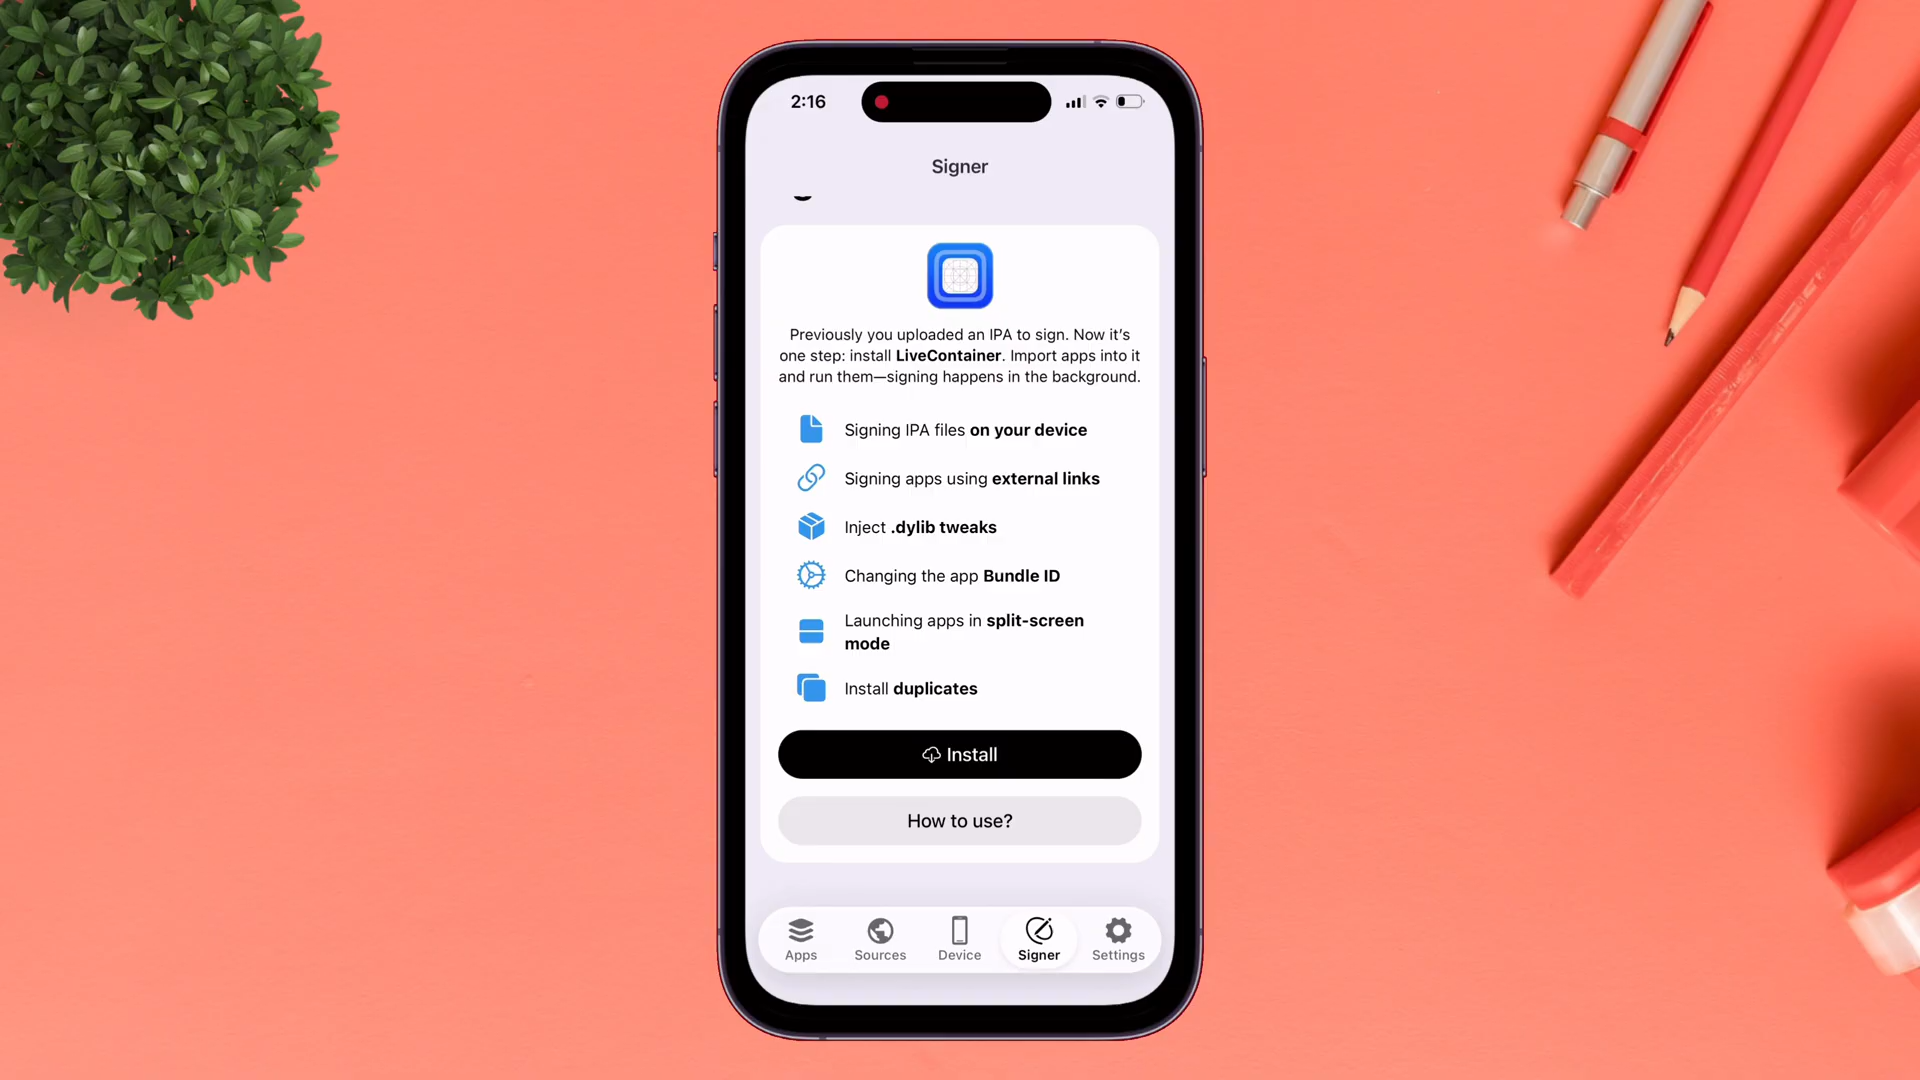 2:16
Signer
Previously you uploaded an IPA to sign. Now it's
one step: install LiveContainer. Import apps into it
and run them—signing happens in the background.
Signing IPA files on your device
Signing apps using external links
Inject .dylib tweaks
Changing the app Bundle ID
Launching apps in split-screen
mode
Install duplicates
Install
How to use?
Apps Sources Device Signer Settings